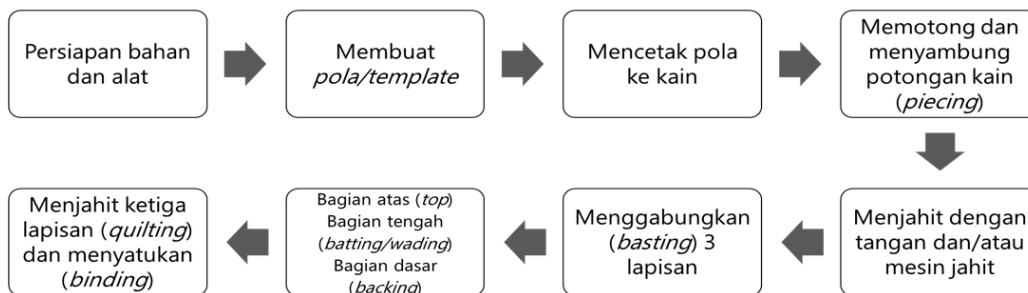 Persiapan bahan
dan alat
Membuat
pola/template
Mencetak pola
ke kain
Memotong dan
menyambung
potongan kain
(piecing)
Menjahit dengan
tangan dan/atau
mesin jahit
Menggabungkan
(basting) 3
lapisan
Bagian atas (top)
Bagian tengah
(batting/wading)
Bagian dasar
(backing)
Menjahit ketiga
lapisan (quilting)
dan menyatukan
(binding)